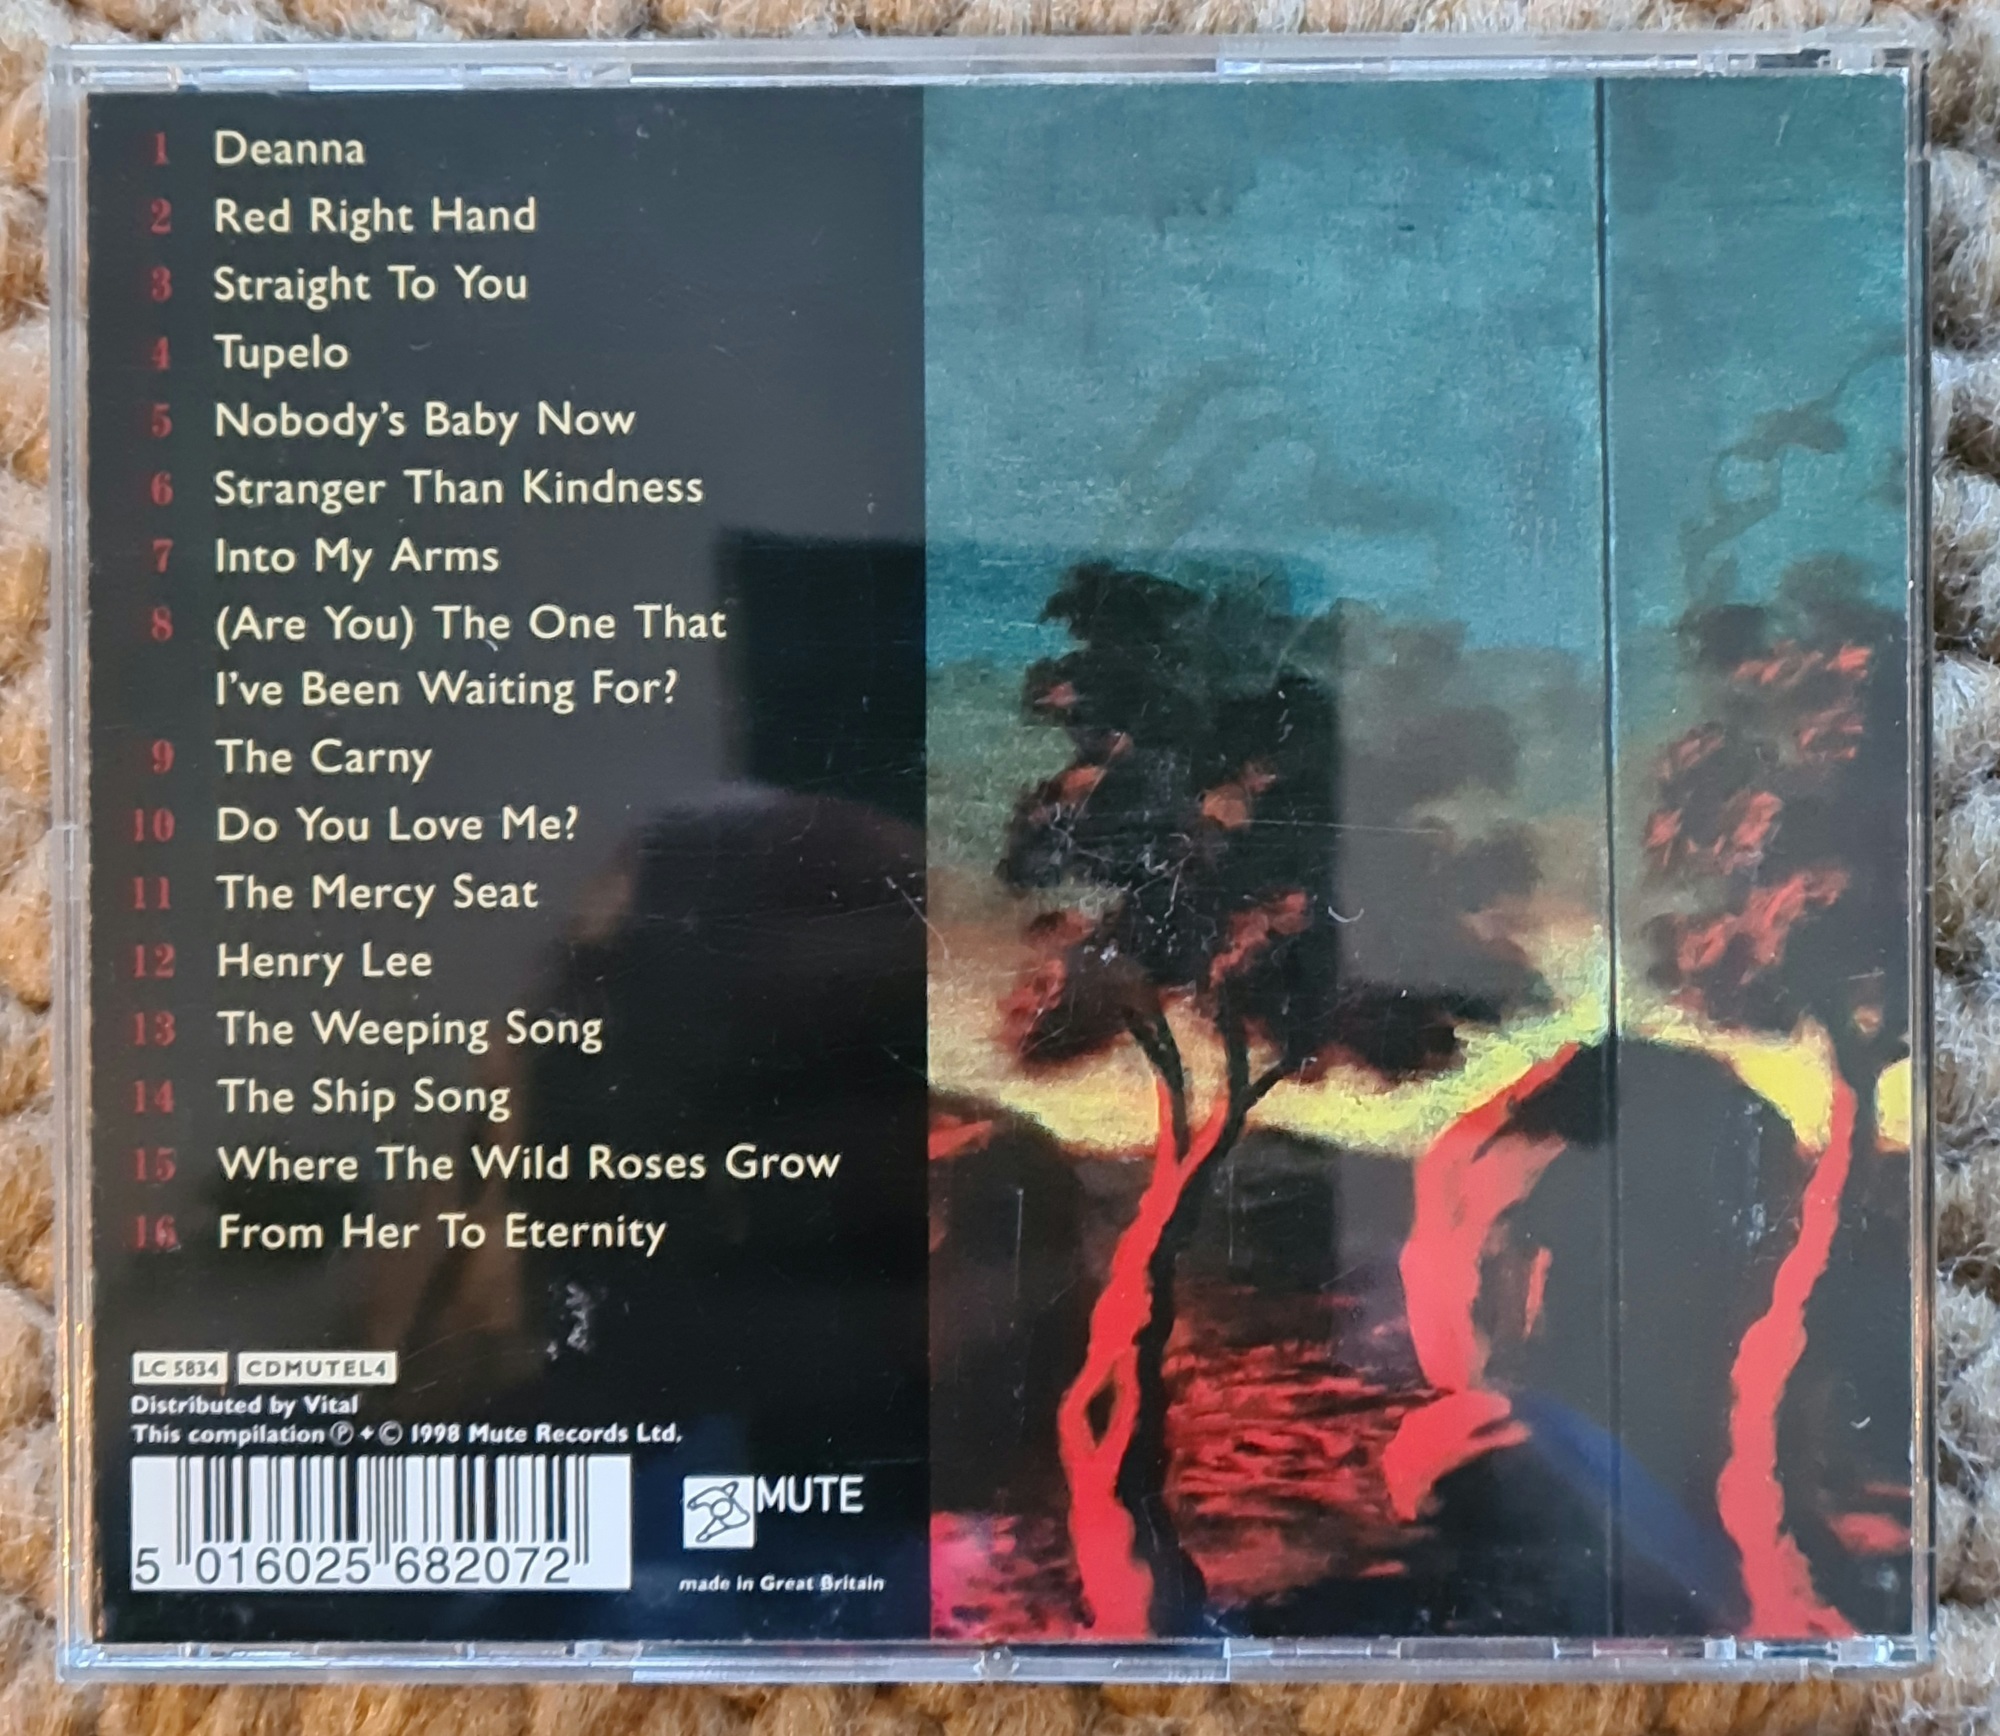 1 Deanna
2 Red Right Hand
3 Straight To You
4 Tupelo
5 Nobody's Baby Now
6 Stranger Than Kindness
7 Into My Arms
8 (Are You) The One That
I've Been Waiting For?
9 The Carny
10 Do You Love Me?
11 The Mercy Seat
12 Henry Lee
13 The Weeping Song
14 The Ship Song
15 Where The Wild Roses Grow
16 From Her To Eternity
LC 5834 CDMUTEL4
Distributed by Vital
This compilation ℗ + © 1998 Mute Records Ltd.
5 016025 682072
MUTE
made in Great Britain